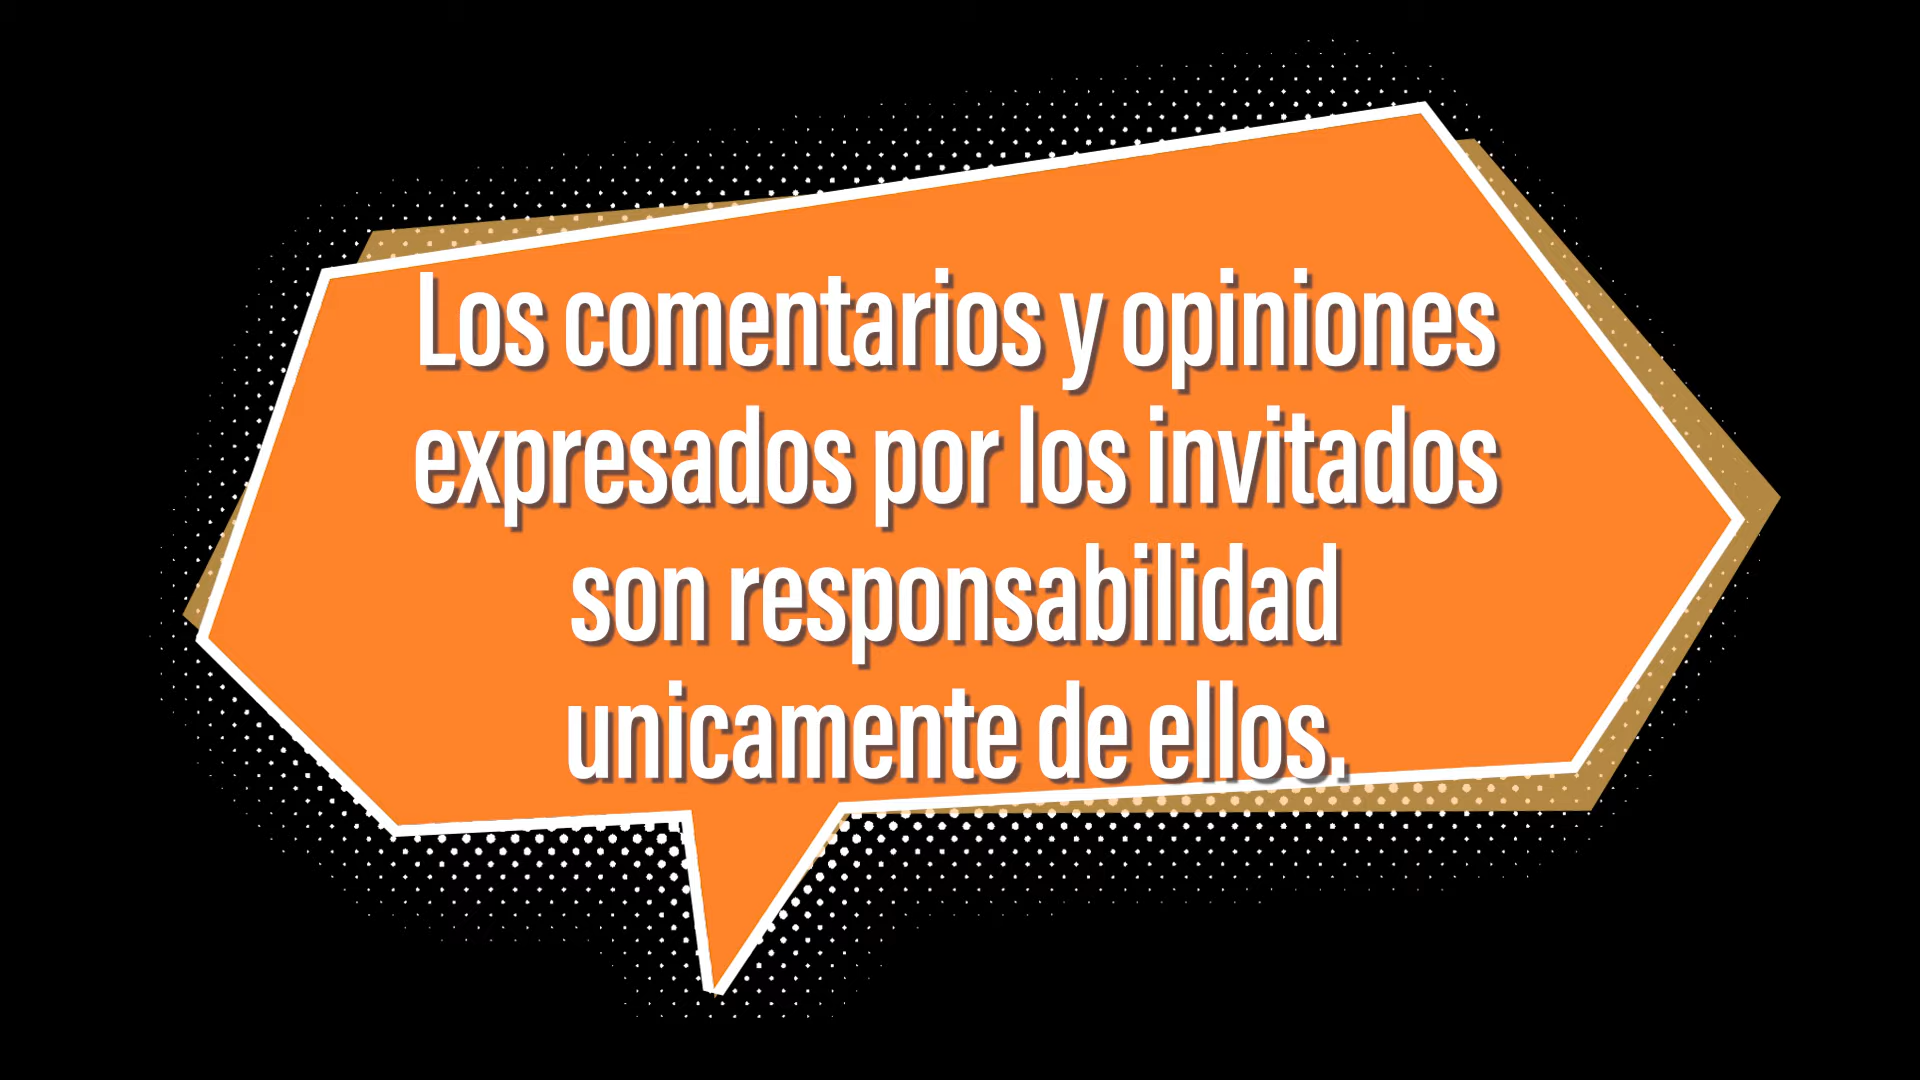 Los comentarios y opiniones
expresados por los invitados
son responsabilidad
unicamente de ellos.